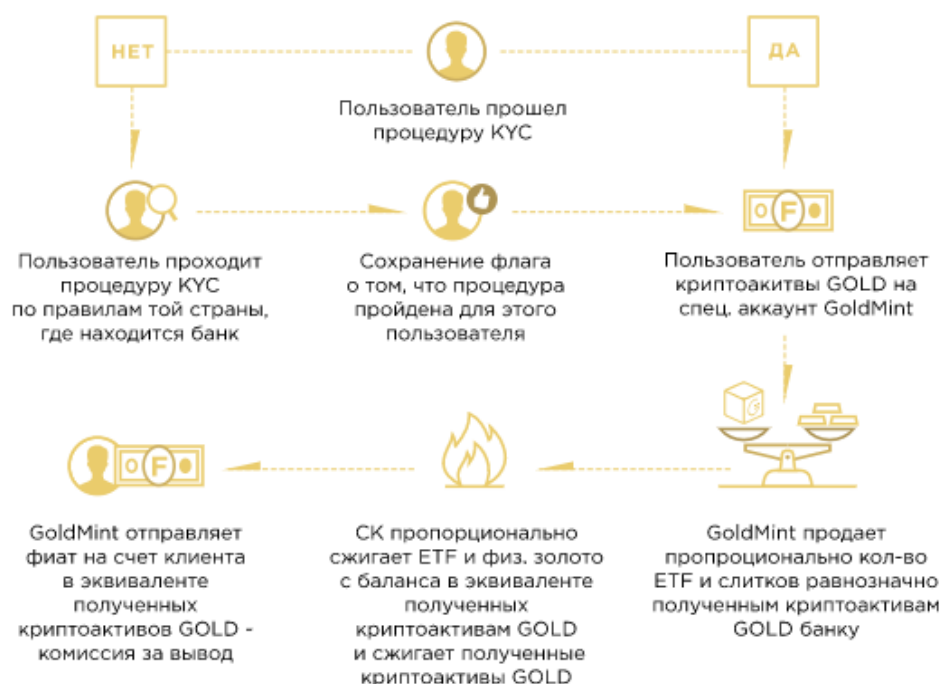 НЕТ
ДА
Пользователь прошел
процедуру KYC
Пользователь проходит
процедуру KYC
по правилам той страны,
где находится банк
Сохранение флага
о том, что процедура
пройдена для этого
пользователя
Пользователь отправляет
криптоакитвы GOLD на
спец. аккаунт GoldMint
GoldMint отправляет
фиат на счет клиента
в эквиваленте
полученных
криптоактивов GOLD -
комиссия за вывод
СК пропорционально
сжигает ETF и физ. золото
с баланса в эквиваленте
полученных
криптоактивам GOLD
и сжигает полученные
криптоактивы GOLD
GoldMint продает
пропроционально кол-во
ETF и слитков равнозначно
полученным криптоактивам
GOLD банку
F
F
G